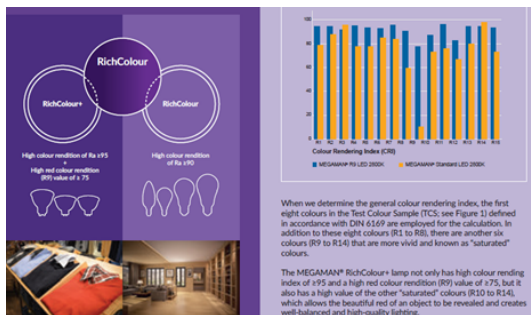 RichColour
RichColour+
RichColour
High colour rendition of Ra ≥95
+
High red colour rendition
(R9) value of ≥ 75
High colour rendition
of Ra ≥90
100
80
60
40
20
0
R1 R2 R3 R4 R5 R6 R7 R8 R9 R10 R11 R12 R13 R14 R15
Colour Rendering Index (CRI)
MEGAMAN® R9 LED 2800K
MEGAMAN® Standard LED 2800K
When we determine the general colour rendering index, the first
eight colours in the Test Colour Sample (TCS; see Figure 1) defined
in accordance with DIN 6169 are employed for the calculation. In
addition to these eight colours (R1 to R8), there are another six
colours (R9 to R14) that are more vivid and known as "saturated"
colours.
The MEGAMAN® RichColour+ lamp not only has high colour rending
index of ≥95 and a high red colour rendition (R9) value of ≥75, but it
also has a high value of the other "saturated" colours (R10 to R14),
which allows the beautiful red of an object to be revealed and creates
well-balanced and high-quality lighting.